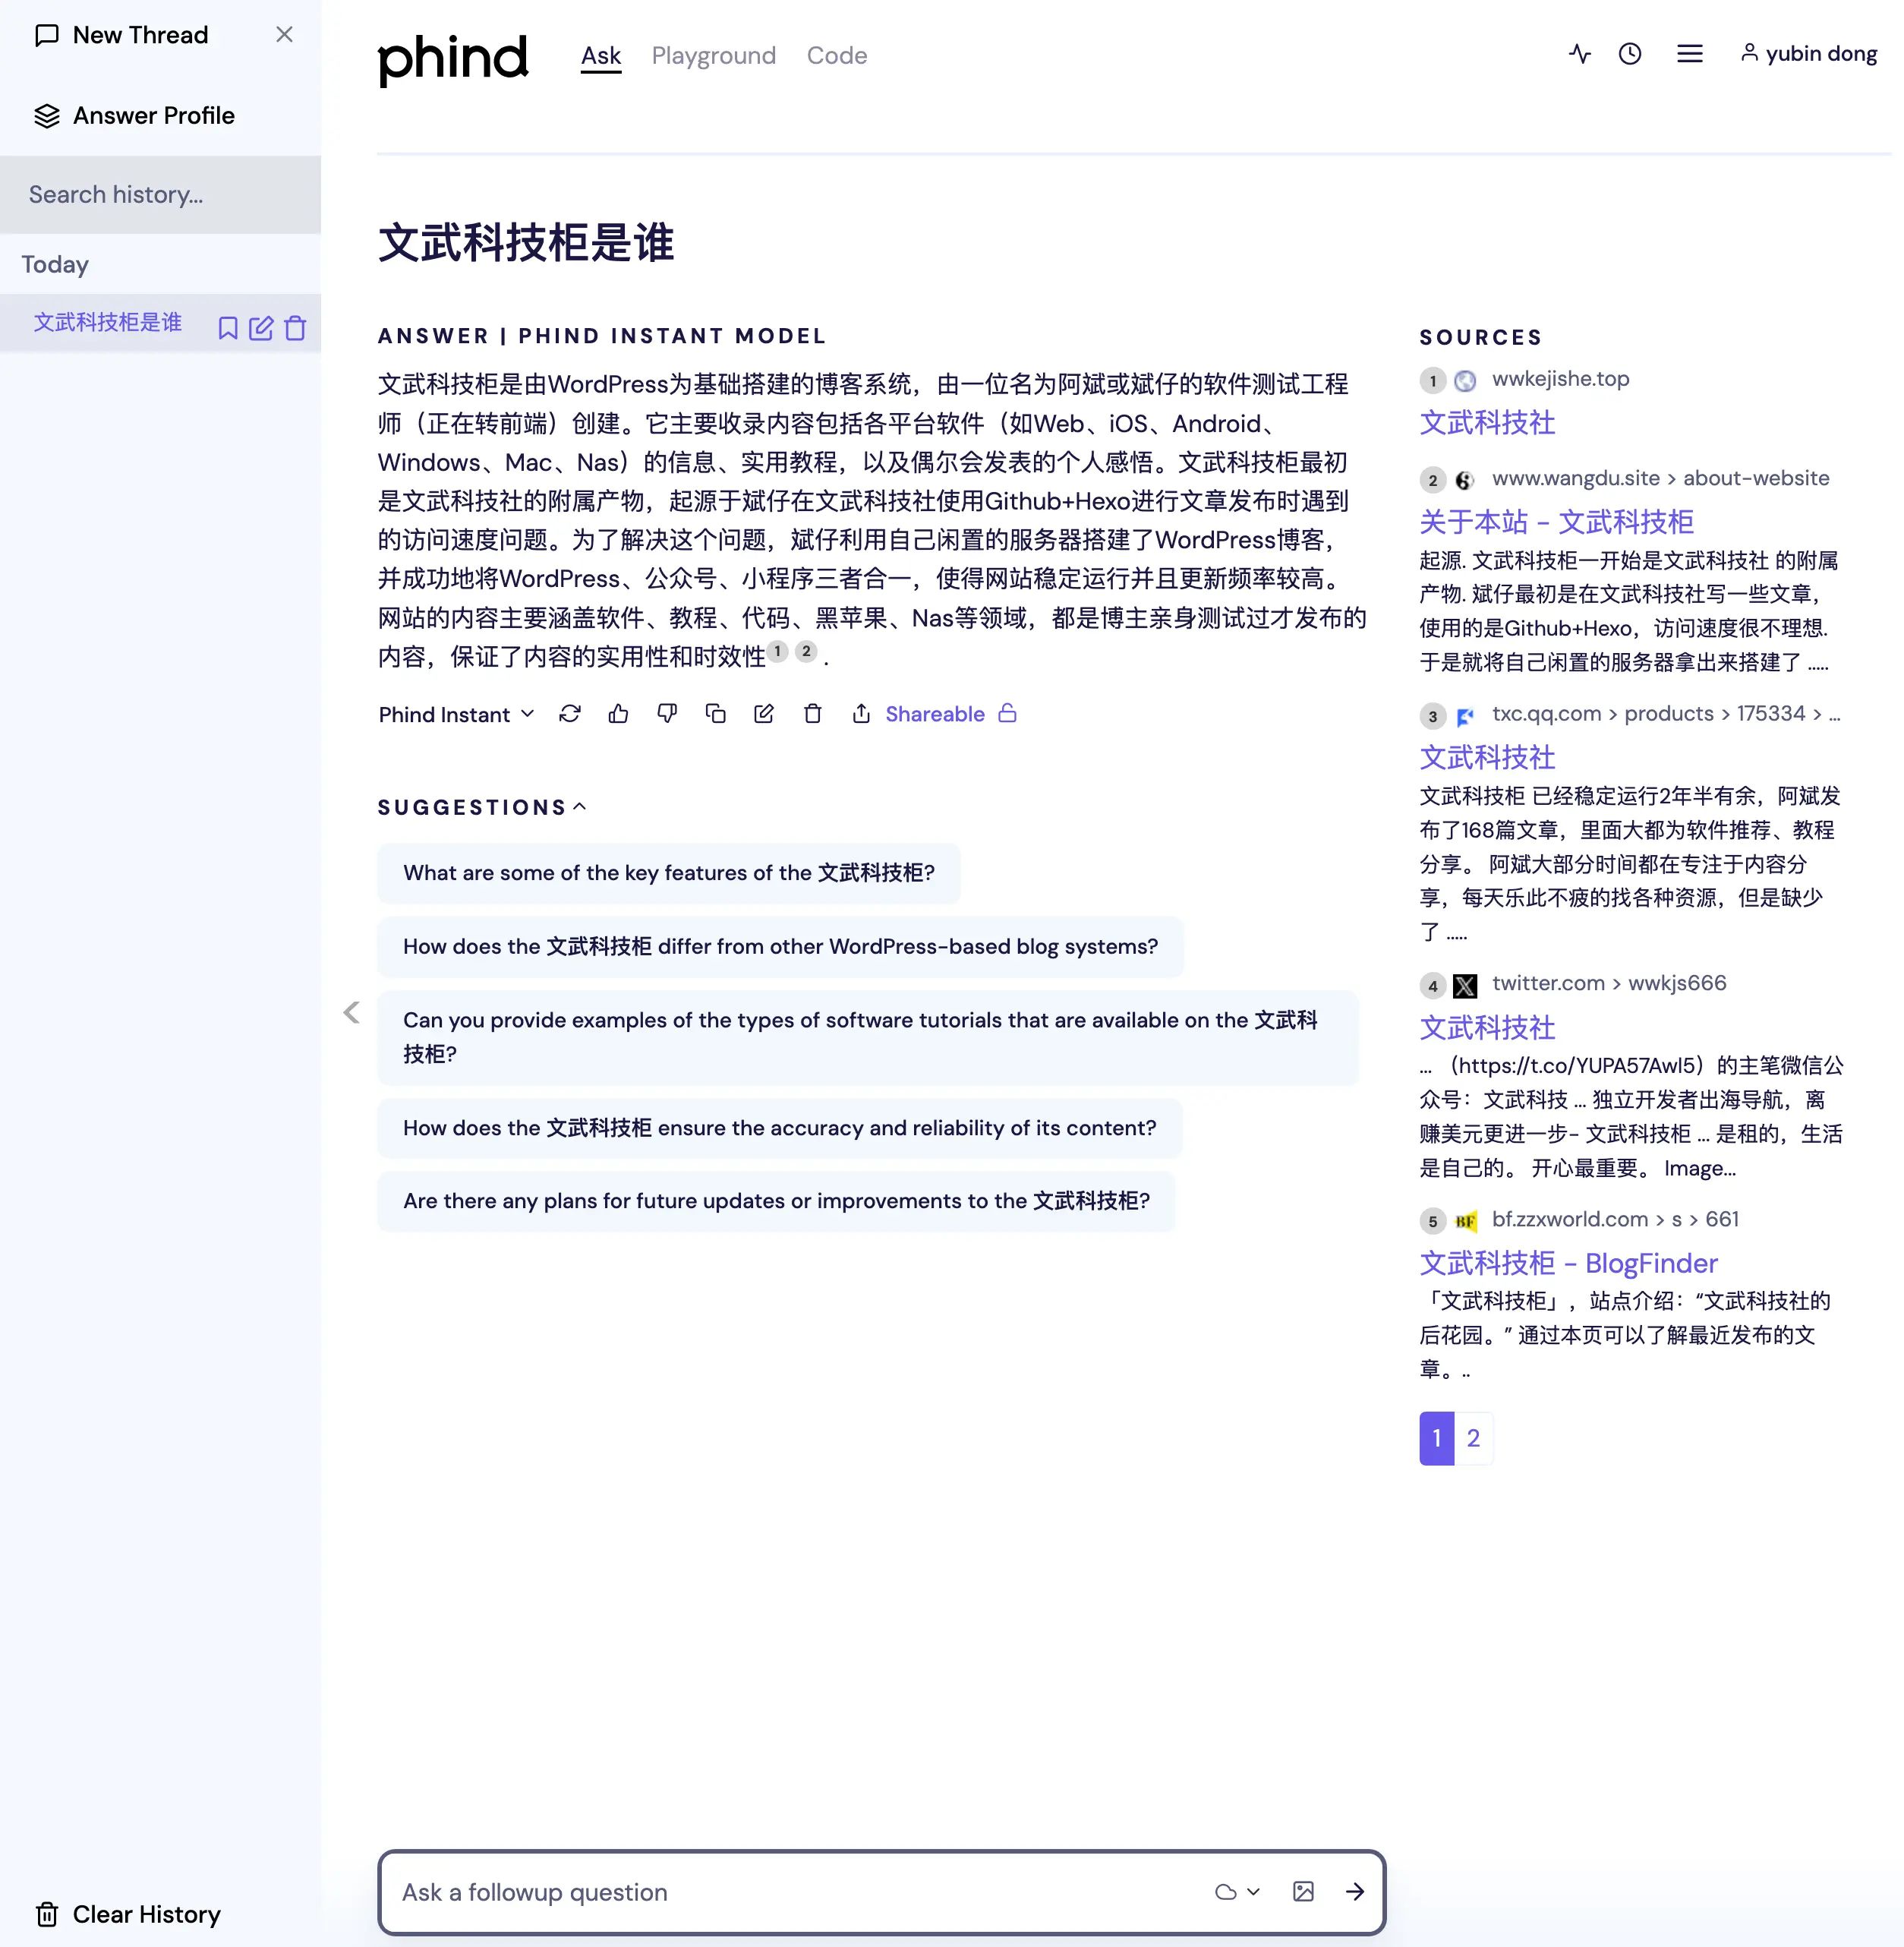 New Thread
Answer Profile
Search history...
Today
文武科技柜是谁
Clear History
phind
Ask
Playground
Code
yubin dong
文武科技柜是谁
ANSWER | PHIND INSTANT MODEL
文武科技柜是由WordPress为基础搭建的博客系统，由一位名为阿斌或斌仔的软件测试工程
师（正在转前端）创建。它主要收录内容包括各平台软件（如Web、iOS、Android、
Windows、Mac、Nas）的信息、实用教程，以及偶尔会发表的个人感悟。文武科技柜最初
是文武科技社的附属产物，起源于斌仔在文武科技社使用Github+Hexo进行文章发布时遇到
的访问速度问题。为了解决这个问题，斌仔利用自己闲置的服务器搭建了WordPress博客，
并成功地将WordPress、公众号、小程序三者合一，使得网站稳定运行并且更新频率较高。
网站的内容主要涵盖软件、教程、代码、黑苹果、Nas等领域，都是博主亲身测试过才发布的
内容，保证了内容的实用性和时效性 1 2 .
Phind Instant
Shareable
SUGGESTIONS
What are some of the key features of the 文武科技柜?
How does the 文武科技柜 differ from other WordPress-based blog systems?
Can you provide examples of the types of software tutorials that are available on the 文武科
技柜?
How does the 文武科技柜 ensure the accuracy and reliability of its content?
Are there any plans for future updates or improvements to the 文武科技柜?
Ask a followup question
SOURCES
1 wwkejishe.top
文武科技社
2 www.wangdu.site › about-website
关于本站 - 文武科技柜
起源. 文武科技柜一开始是文武科技社 的附属
产物. 斌仔最初是在文武科技社写一些文章，
使用的是Github+Hexo，访问速度很不理想.
于是就将自己闲置的服务器拿出来搭建了 .....
3 txc.qq.com › products › 175334 › ...
文武科技社
文武科技柜 已经稳定运行2年半有余，阿斌发
布了168篇文章，里面大都为软件推荐、教程
分享。 阿斌大部分时间都在专注于内容分
享，每天乐此不疲的找各种资源，但是缺少
了 .....
4 twitter.com › wwkjs666
文武科技社
... （https://t.co/YUPA57Awl5）的主笔微信公
众号：文武科技 ... 独立开发者出海导航，离
赚美元更进一步- 文武科技柜 ... 是租的，生活
是自己的。 开心最重要。 Image...
5 BF bf.zzxworld.com › s › 661
文武科技柜 - BlogFinder
「文武科技柜」，站点介绍：“文武科技社的
后花园。” 通过本页可以了解最近发布的文
章。..
1 2